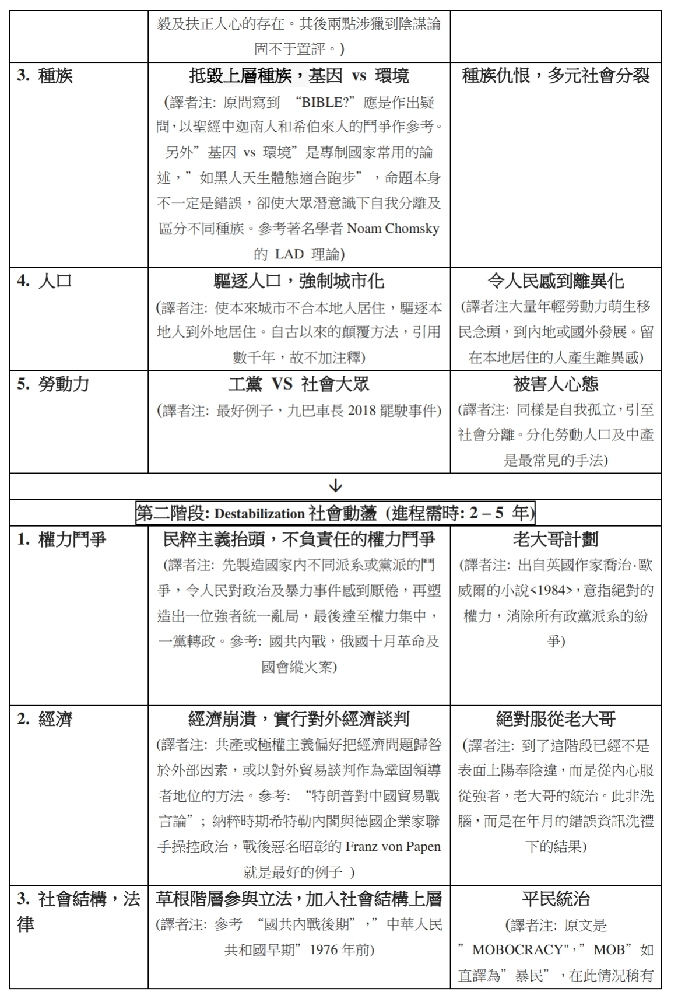 毅及扶正人心的存在。其後兩點涉獵到陰謀論
固不于置評。)
3. 種族
抵毀上層種族，基因 vs 環境
(譯者注: 原問寫到 “BIBLE?”應是作出疑
問，以聖經中迦南人和希伯來人的鬥爭作參考。
另外”基因 vs 環境”是專制國家常用的論
述，”如黑人天生體態適合跑步”，命題本身
不一定是錯誤，卻使大眾潛意識下自我分離及
區分不同種族。參考著名學者 Noam Chomsky
的 LAD 理論)
種族仇恨，多元社會分裂
4. 人口
驅逐人口，強制城市化
(譯者注: 使本來城市不合本地人居住，驅逐本
地人到外地居住。自古以來的顛覆方法，引用
數千年，故不加注釋)
令人民感到離異化
(譯者注大量年輕勞動力萌生移
民念頭，到內地或國外發展。留
在本地居住的人產生離異感)
5. 勞動力
工黨 VS 社會大眾
(譯者注: 最好例子，九巴車長 2018 罷駛事件)
被害人心態
(譯者注: 同樣是自我孤立，引至
社會分離。分化勞動人口及中產
是最常見的手法)
↓
第二階段: Destabilization 社會動盪 (進程需時: 2 – 5 年)
1. 權力鬥爭
民粹主義抬頭，不負責任的權力鬥爭
(譯者注: 先製造國家內不同派系或黨派的鬥
爭，令人民對政治及暴力事件感到厭倦，再塑
造出一位強者統一亂局，最後達至權力集中，
一黨轉政。參考: 國共內戰，俄國十月革命及
國會縱火案)
老大哥計劃
(譯者注: 出自英國作家喬治·歐
威爾的小說<1984>，意指絕對的
權力，消除所有政黨派系的紛
爭)
2. 經濟
經濟崩潰，實行對外經濟談判
(譯者注: 共產或極權主義偏好把經濟問題歸咎
於外部因素，或以對外貿易談判作為鞏固領導
者地位的方法。參考: “特朗普對中國貿易戰
言論”; 納粹時期希特勒內閣與德國企業家聯
手操控政治，戰後惡名昭彰的 Franz von Papen
就是最好的例子 )
絕對服從老大哥
(譯者注: 到了這階段已經不是
表面上陽奉陰違，而是從內心服
從強者，老大哥的統治。此非洗
腦，而是在年月的錯誤資訊洗禮
下的結果)
3. 社會結構，法
律
草根階層參與立法，加入社會結構上層
(譯者注: 參考 “國共內戰後期”，”中華人民
共和國早期”1976 年前)
平民統治
(譯者注: 原文是
”MOBOCRACY"，”MOB”如
直譯為”暴民”，在此情況稍有